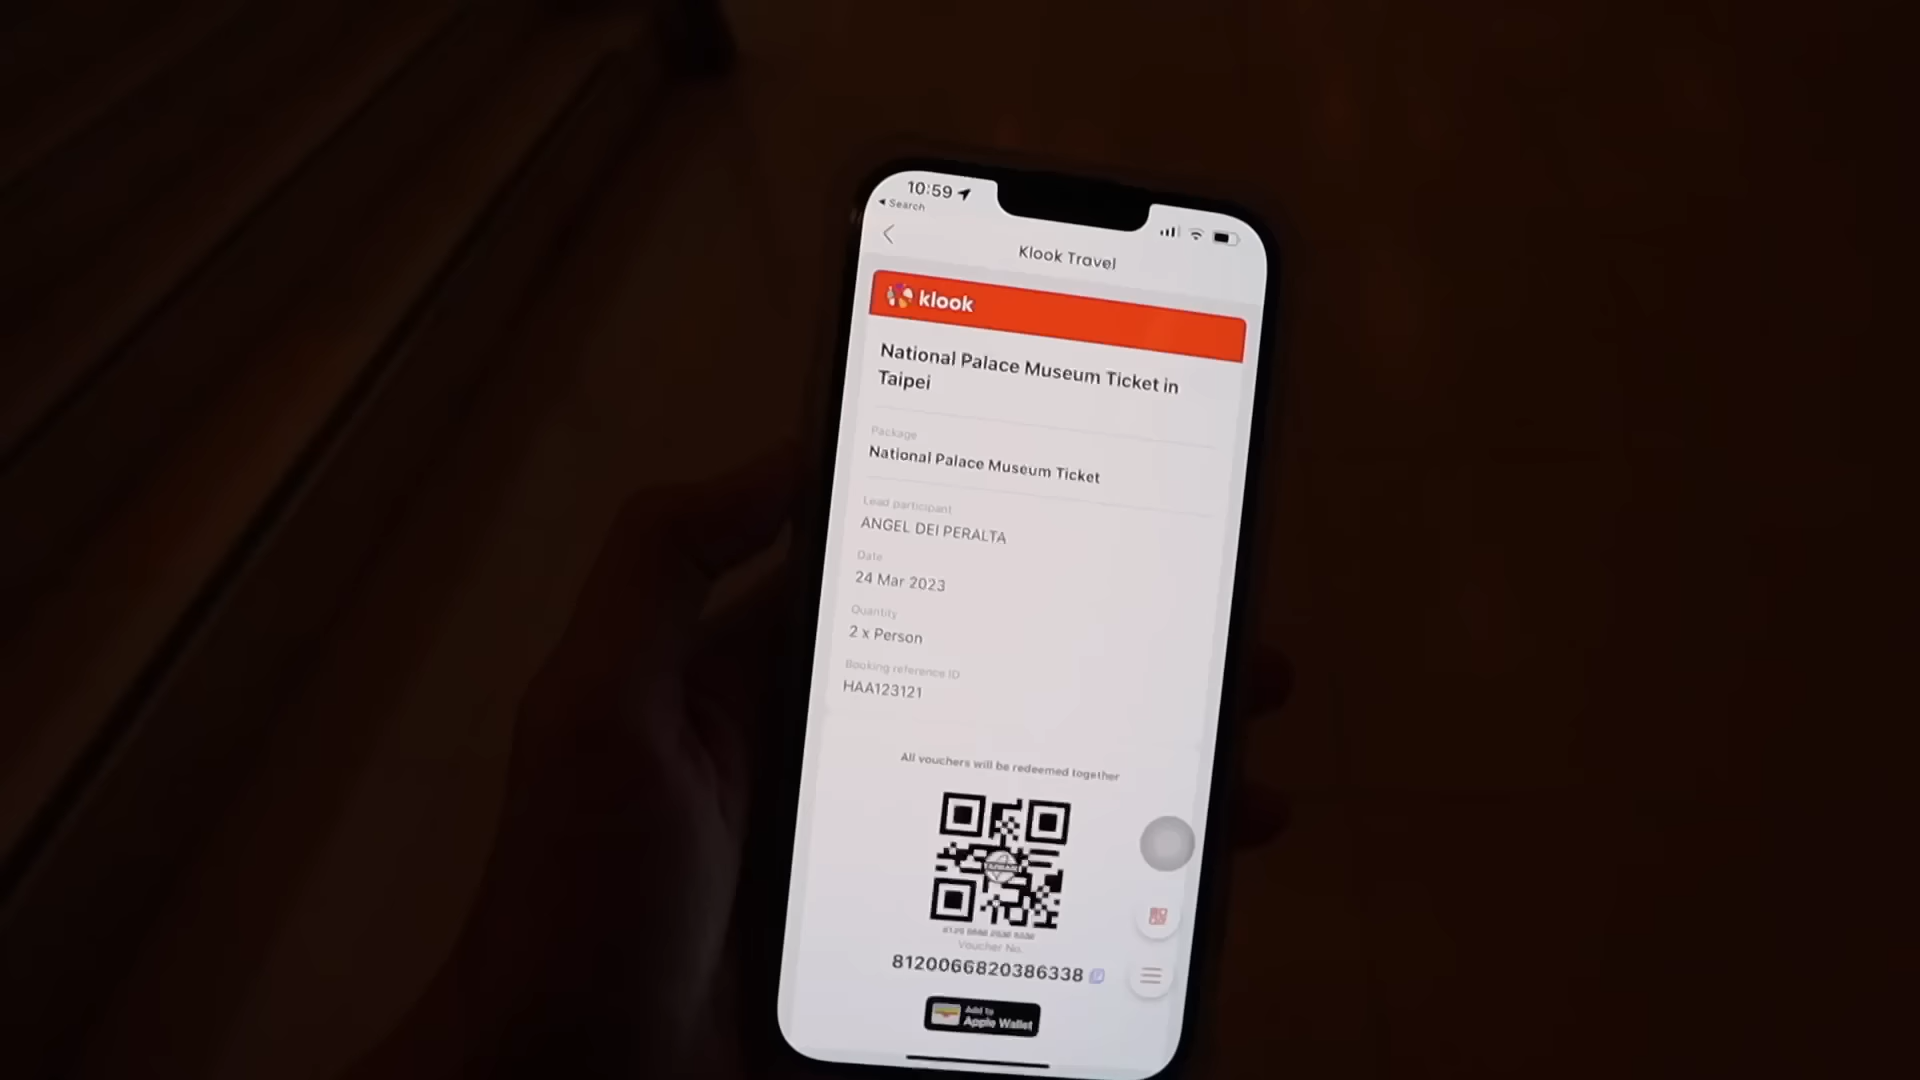 10:59
Search
Klook Travel
klook
National Palace Museum Ticket in
Taipei
Package
National Palace Museum Ticket
Lead participant
ANGEL DEI PERALTA
Date
24 Mar 2023
Quantity
2 x Person
Booking reference ID
HAA123121
All vouchers will be redeemed together
Voucher No.
8120066820386338
Add to
Apple Wallet